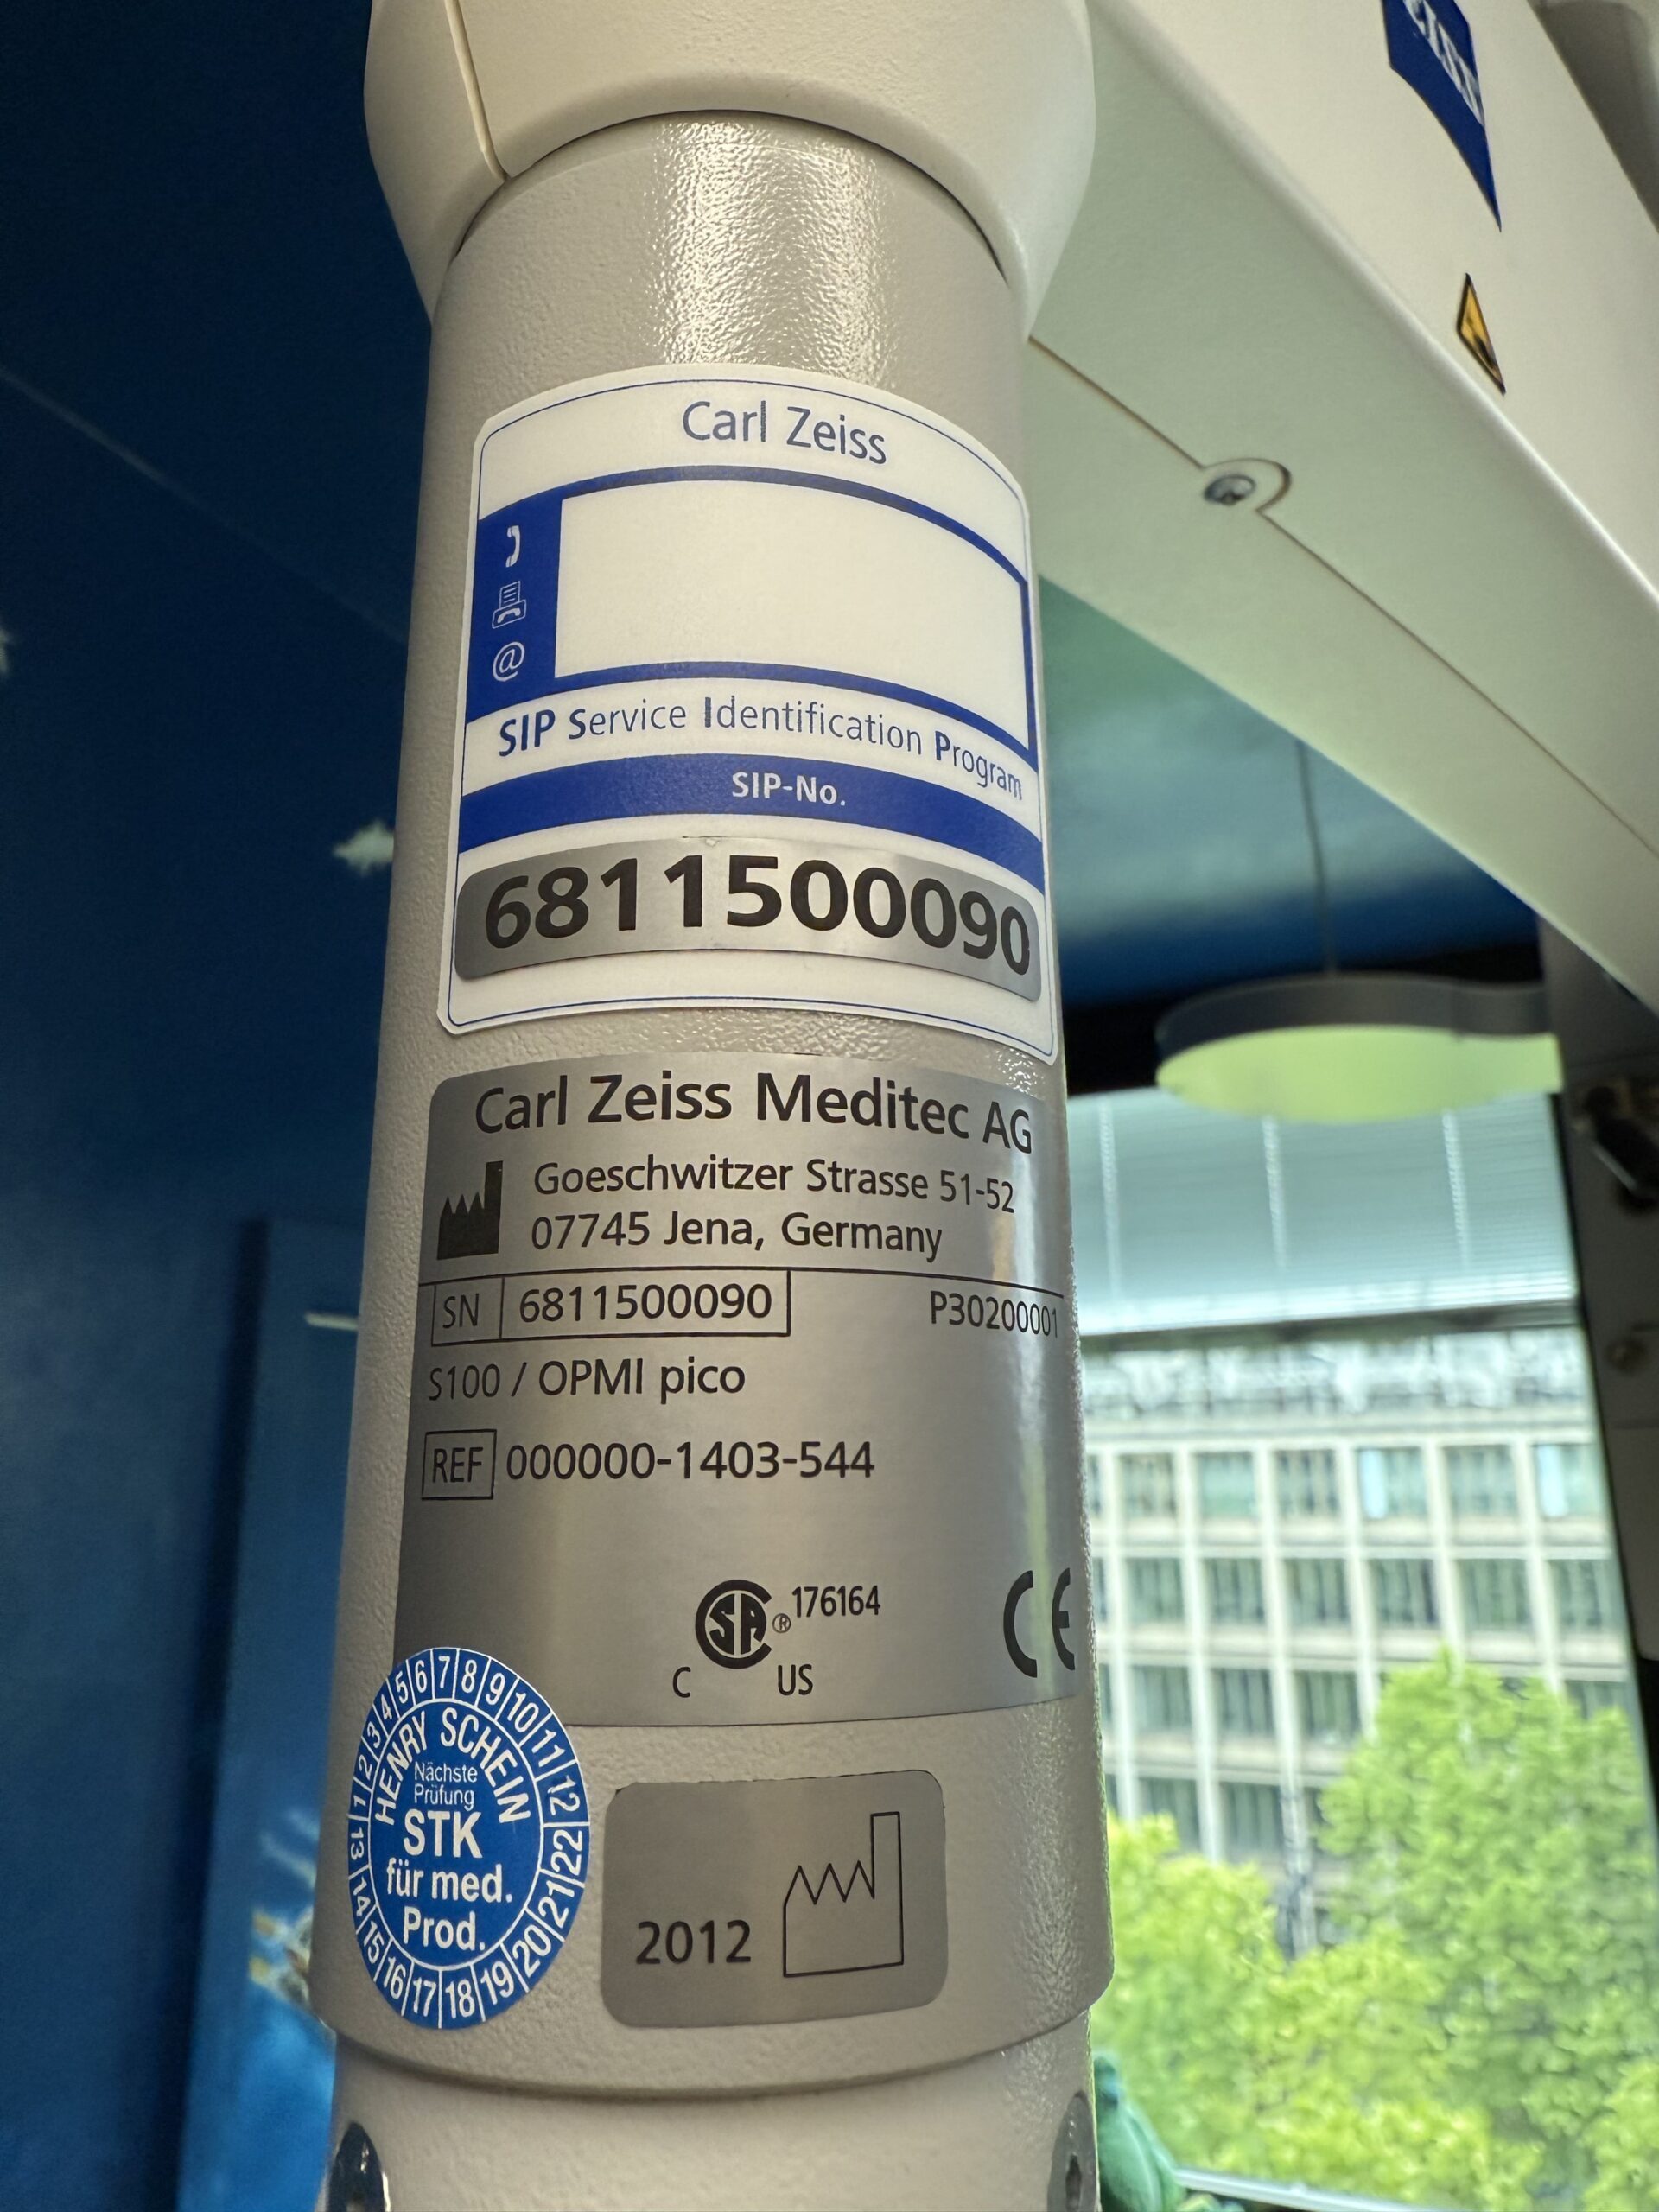 ZEISS
Carl Zeiss
@
SIP Service Identification Program
SIP-No.
6811500090
Carl Zeiss Meditec AG
Goeschwitzer Strasse 51-52
07745 Jena, Germany
SN 6811500090 P30200001
S100 / OPMI pico
REF 000000-1403-544
CSA ® 176164
C US
CE
1 2 3 4 5 6 7 8 9 10 11 12
HENRY SCHEIN
Nächste
Prüfung
STK
für med.
Prod.
13 14 15 16 17 18 19 20 21 22
2012